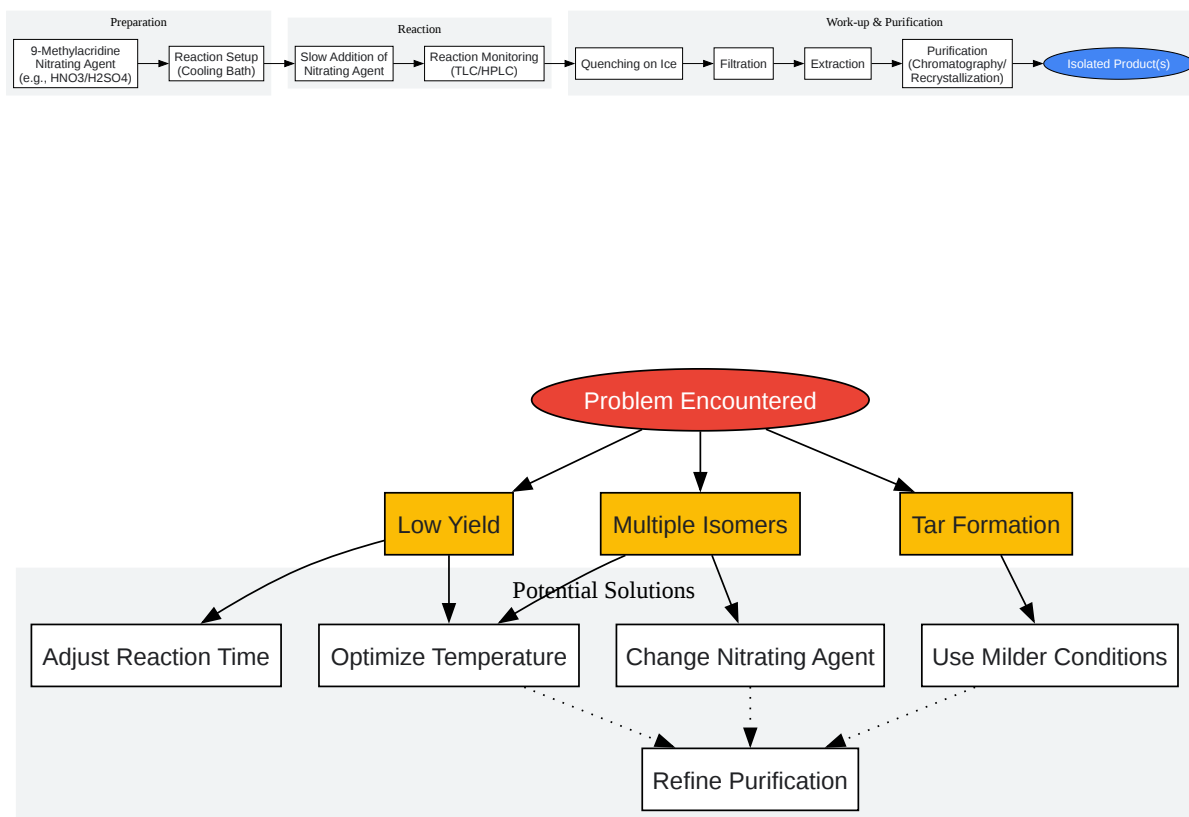 Preparation
Reaction
Work-up & Purification
9-Methylacridine
Nitrating Agent
(e.g., HNO3/H2SO4)
Reaction Setup
(Cooling Bath)
Slow Addition of
Nitrating Agent
Reaction Monitoring
(TLC/HPLC)
Quenching on Ice
Filtration
Extraction
Purification
(Chromatography/
Recrystallization)
Isolated Product(s)
Problem Encountered
Low Yield
Multiple Isomers
Tar Formation
Potential Solutions
Adjust Reaction Time
Optimize Temperature
Change Nitrating Agent
Use Milder Conditions
Refine Purification